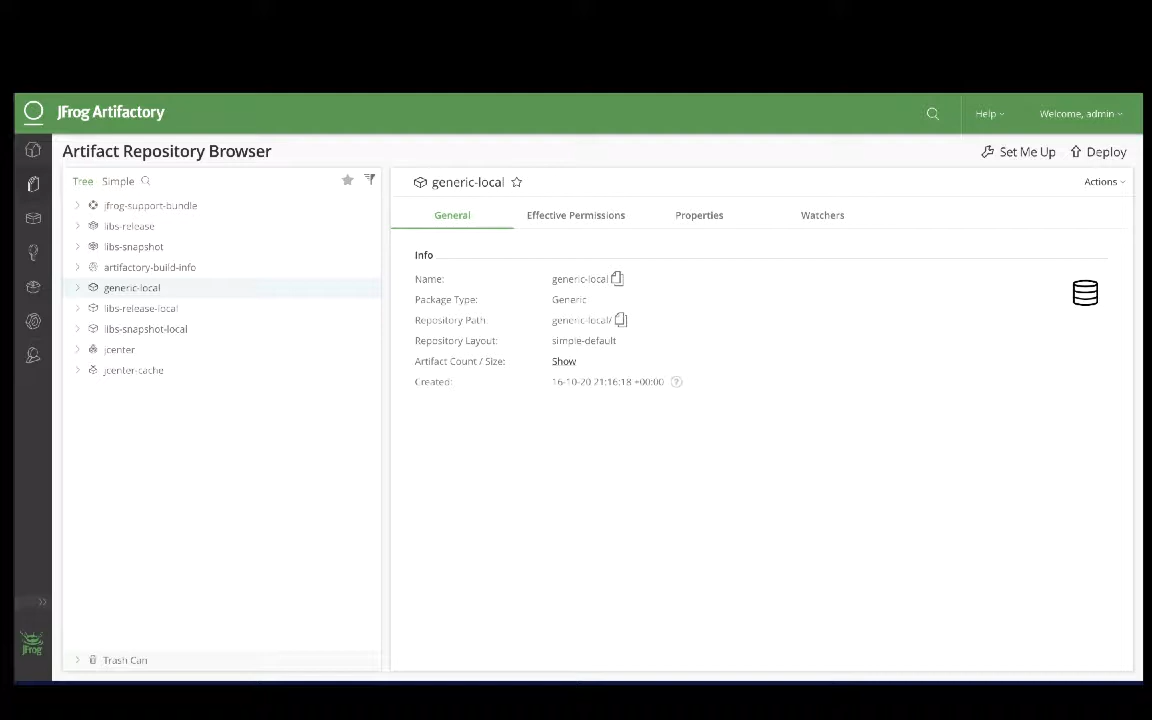 JFrog Artifactory
Help
Welcome, admin
Artifact Repository Browser
Set Me Up
Deploy
Tree Simple
generic-local
Actions
jfrog-support-bundle
libs-release
libs-snapshot
artifactory-build-info
generic-local
libs-release-local
libs-snapshot-local
jcenter
jcenter-cache
Trash Can
General Effective Permissions Properties Watchers
Info
Name: generic-local
Package Type: Generic
Repository Path: generic-local/
Repository Layout: simple-default
Artifact Count / Size: Show
Created: 16-10-20 21:16:18 +00:00 ?
JFrog